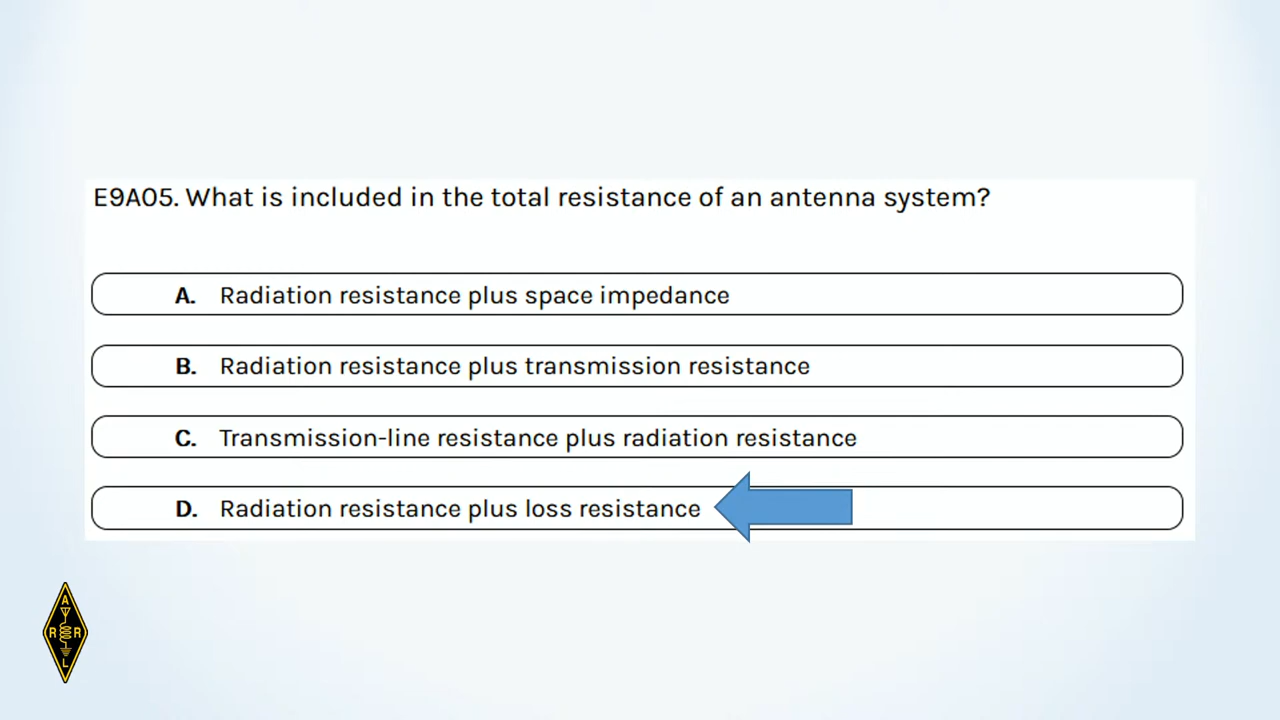 E9A05. What is included in the total resistance of an antenna system?
A. Radiation resistance plus space impedance
B. Radiation resistance plus transmission resistance
C. Transmission-line resistance plus radiation resistance
D. Radiation resistance plus loss resistance
A
R R
L